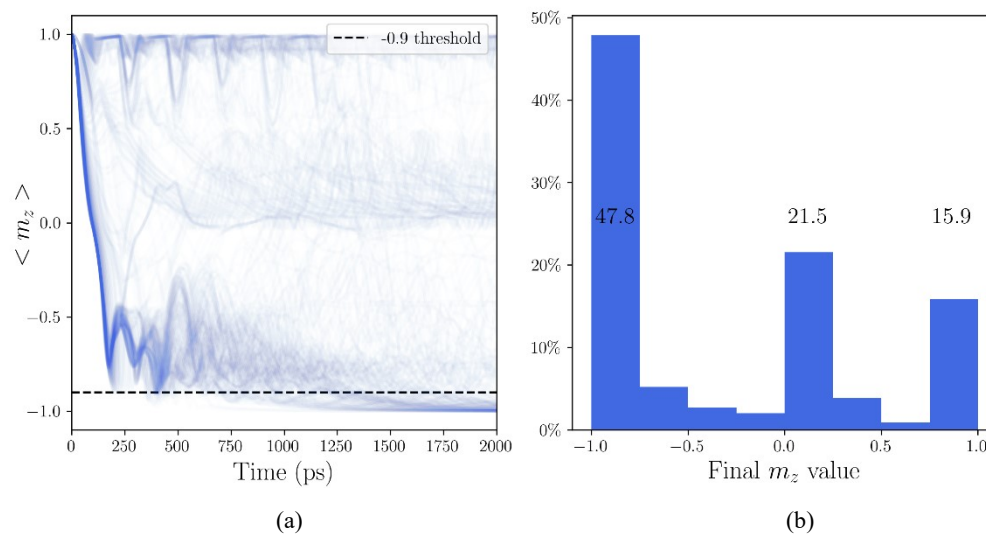 1.0
0.5
0.0
−0.5
−1.0
< m_z >
-0.9 threshold
0 250 500 750 1000 1250 1500 1750 2000
Time (ps)
(a)
50%
40%
30%
20%
10%
0%
47.8 21.5 15.9
−1.0 −0.5 0.0 0.5 1.0
Final m_z value
(b)